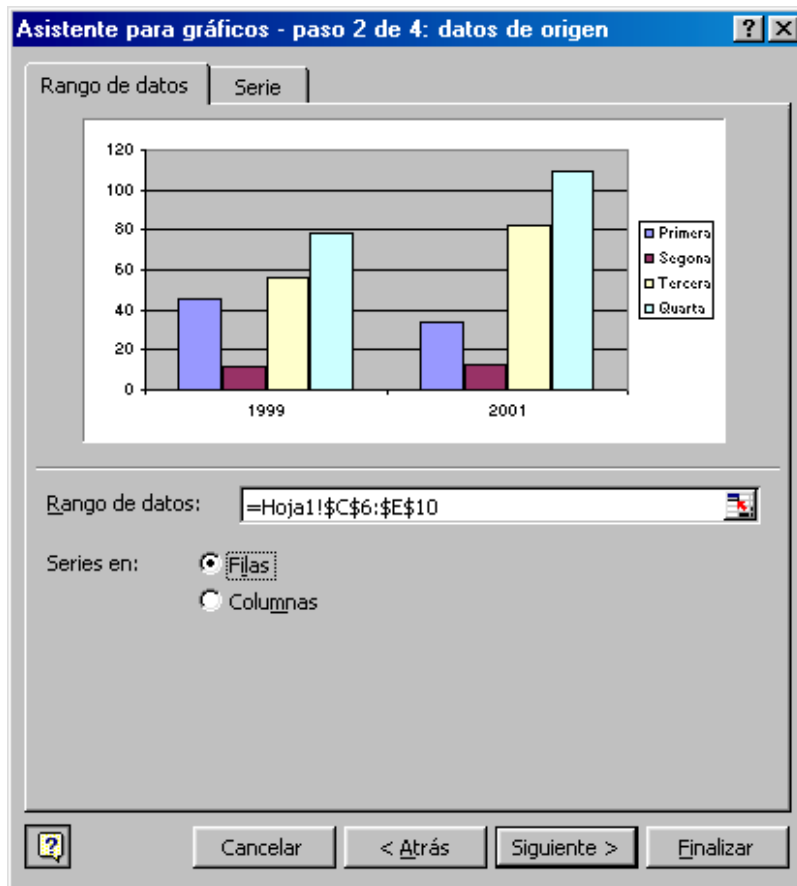 Asistente para gráficos - paso 2 de 4: datos de origen
Rango de datos
Serie
120
100
80
60
40
20
0
1999
2001
Primera
Segona
Tercera
Quarta
Rango de datos:
=Hoja1!$C$6:$E$10
Series en:
Filas
Columnas
Cancelar
< Atrás
Siguiente >
Finalizar